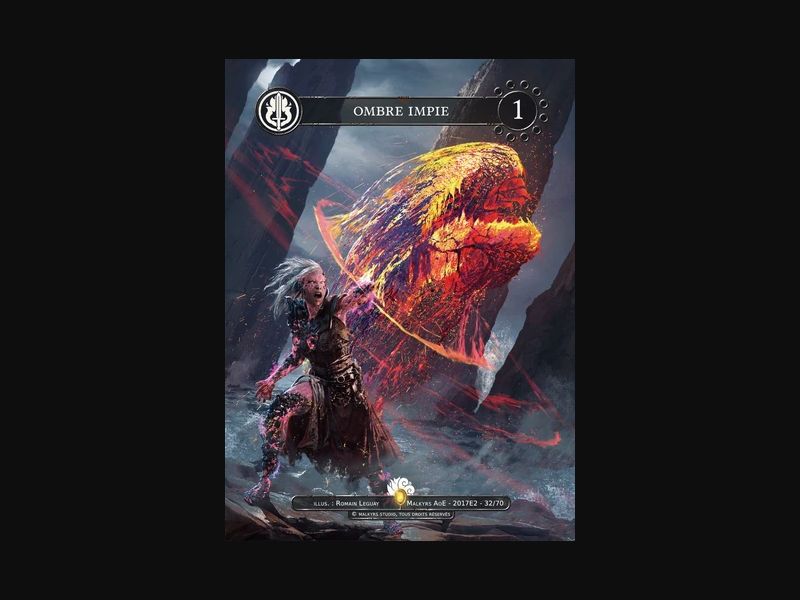 OMBRE IMPIE
1
ILLUS. : ROMAIN LEGUAY
MALKYRS AOE - 2017E2 - 32/70
© MALKYRS STUDIO, TOUS DROITS RÉSERVÉS